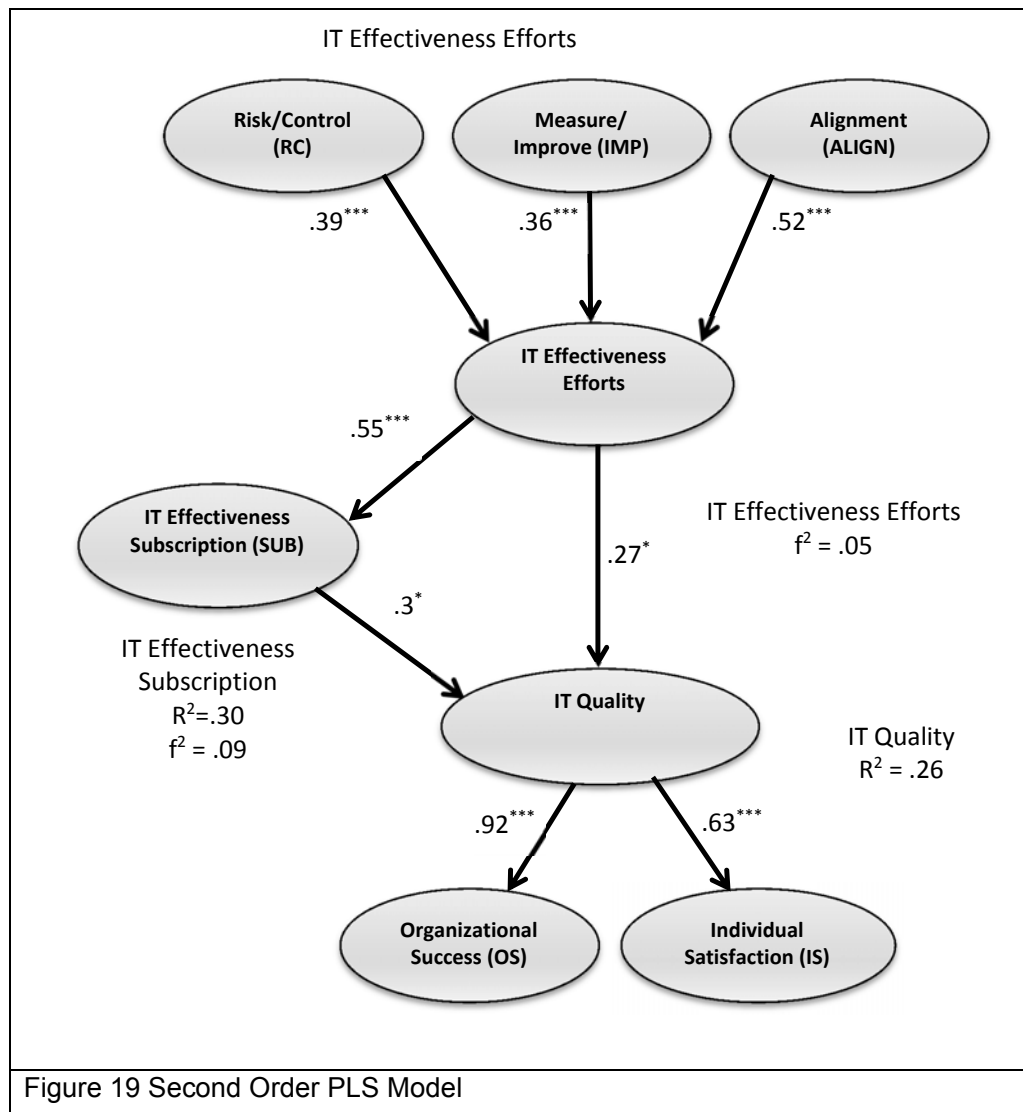 IT Effectiveness Efforts
Risk/Control
(RC)
Measure/
Improve (IMP)
Alignment
(ALIGN)
.39***
.36***
.52***
IT Effectiveness
Efforts
.55***
IT Effectiveness
Subscription (SUB)
IT Effectiveness Efforts
f² = .05
.27*
.3*
IT Effectiveness
Subscription
R²=.30
f² = .09
IT Quality
IT Quality
R² = .26
.92***
.63***
Organizational
Success (OS)
Individual
Satisfaction (IS)
Figure 19 Second Order PLS Model